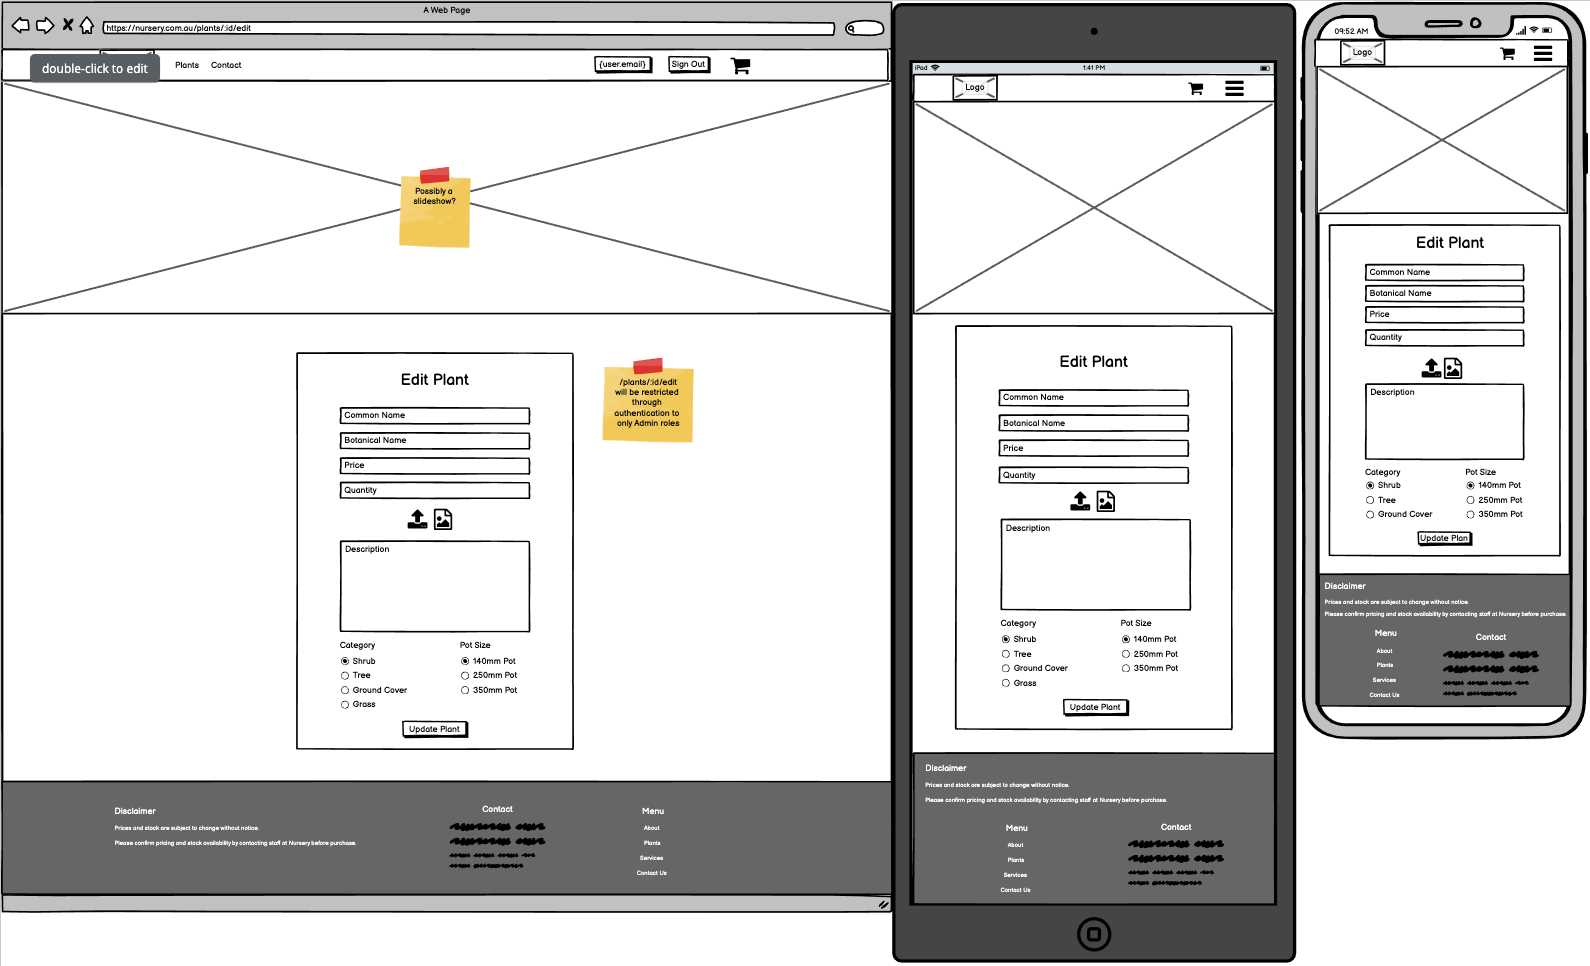 A Web Page
https://nursery.com.au/plants/:id/edit
double-click to edit
Plants
Contact
{user.email}
Sign Out
Possibly a
slideshow?
Edit Plant
Common Name
Botanical Name
Price
Quantity
Description
Category
Pot Size
Shrub
140mm Pot
Tree
250mm Pot
Ground Cover
350mm Pot
Grass
Update Plant
/plants/:id/edit
will be restricted
through
authentication to
only Admin roles
Disclaimer
Prices and stock are subject to change without notice.
Please confirm pricing and stock availability by contacting staff at Nursery before purchase.
Contact
Menu
About
Plants
Services
Contact Us
iPad
1:41 PM
Logo
Edit Plant
Common Name
Botanical Name
Price
Quantity
Description
Category
Pot Size
Shrub
140mm Pot
Tree
250mm Pot
Ground Cover
350mm Pot
Grass
Update Plant
Disclaimer
Prices and stock are subject to change without notice.
Please confirm pricing and stock availability by contacting staff at Nursery before purchase.
Menu
About
Plants
Services
Contact Us
Contact
09:52 AM
Logo
Edit Plant
Common Name
Botanical Name
Price
Quantity
Description
Category
Pot Size
Shrub
140mm Pot
Tree
250mm Pot
Ground Cover
350mm Pot
Update Plan
Disclaimer
Prices and stock are subject to change without notice.
Please confirm pricing and stock availability by contacting staff at Nursery before purchase.
Menu
About
Plants
Services
Contact Us
Contact